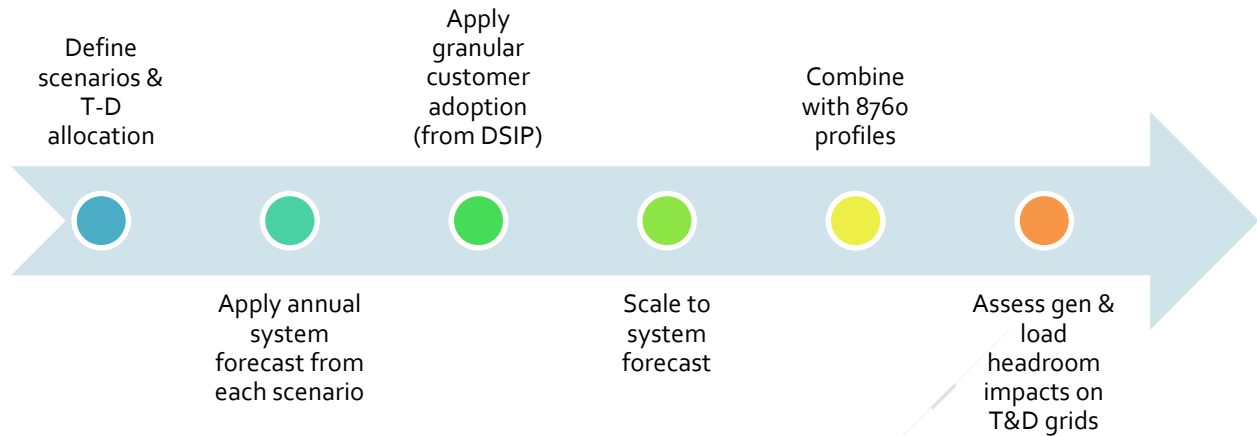 Define
scenarios &
T-D
allocation
Apply annual
system
forecast from
each scenario
Apply
granular
customer
adoption
(from DSIP)
Scale to
system
forecast
Combine
with 8760
profiles
Assess gen &
load
headroom
impacts on
T&D grids